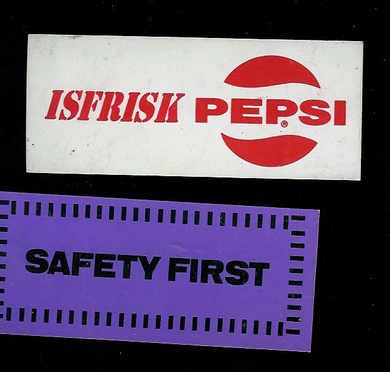 ISFRISK PEPSI®
SAFETY FIRST